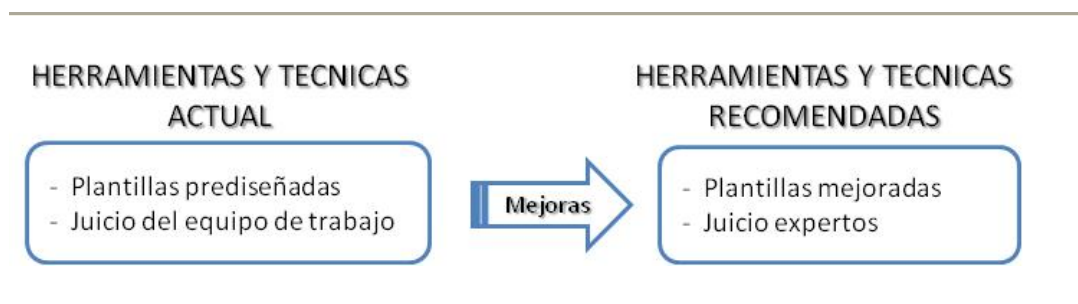 HERRAMIENTAS Y TECNICAS
ACTUAL
- Plantillas prediseñadas
- Juicio del equipo de trabajo
Mejoras
HERRAMIENTAS Y TECNICAS
RECOMENDADAS
- Plantillas mejoradas
- Juicio expertos